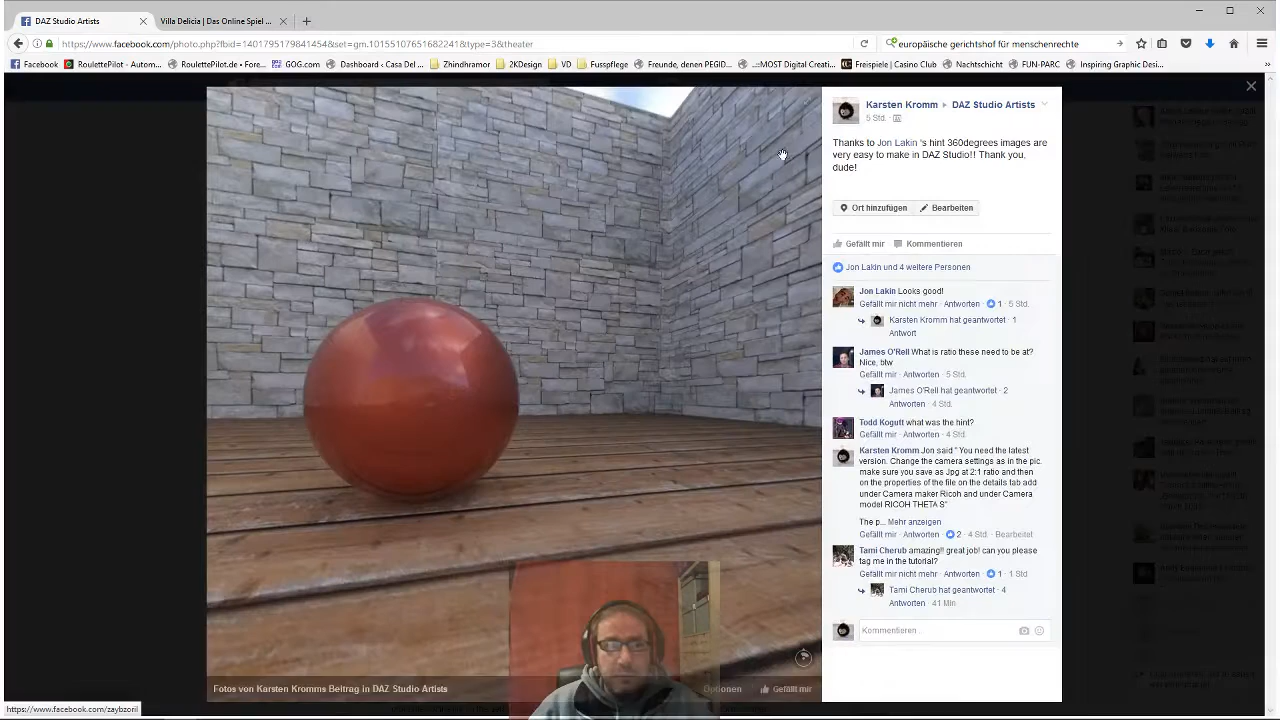 DAZ Studio Artists
Villa Delicia | Das Online Spiel ...
https://www.facebook.com/photo.php?fbid=1401795179841454&set=gm.10155107651682241&type=3&theater
europäische gerichtshof für menschenrechte
Facebook RoulettePilot - Autom... RoulettePilot.de • Fore... GOG.com Dashboard ‹ Casa Del... Zhindhramor 2KDesign VD Fusspflege Freunde, denen PEGID... ..::MOST Digital Creati... Freispiele | Casino Club Nachtschicht FUN-PARC Inspiring Graphic Desi...
Karsten Kromm ▸ DAZ Studio Artists
5 Std. ·
Thanks to Jon Lakin 's hint 360degrees images are
very easy to make in DAZ Studio!! Thank you,
dude!
Ort hinzufügen Bearbeiten
Gefällt mir Kommentieren
Jon Lakin und 4 weitere Personen
Jon Lakin Looks good!
Gefällt mir nicht mehr · Antworten · 1 · 5 Std.
Karsten Kromm hat geantwortet · 1
Antwort
James O'Rell What is ratio these need to be at?
Nice, btw
Gefällt mir · Antworten · 5 Std.
James O'Rell hat geantwortet · 2
Antworten · 4 Std.
Todd Kogutt what was the hint?
Gefällt mir · Antworten · 4 Std.
Karsten Kromm Jon said " You need the latest
version. Change the camera settings as in the pic.
make sure you save as Jpg at 2:1 ratio and then
on the properties of the file on the details tab add
under Camera maker Ricoh and under Camera
model RICOH THETA S"
The p... Mehr anzeigen
Gefällt mir · Antworten · 2 · 4 Std. · Bearbeitet
Tami Cherub amazing!! great job! can you please
tag me in the tutorial?
Gefällt mir nicht mehr · Antworten · 1 · 1 Std
Tami Cherub hat geantwortet · 4
Antworten · 41 Min
Kommentieren...
Fotos von Karsten Kromms Beitrag in DAZ Studio Artists
Optionen Gefällt mir
https://www.facebook.com/zaybzoril